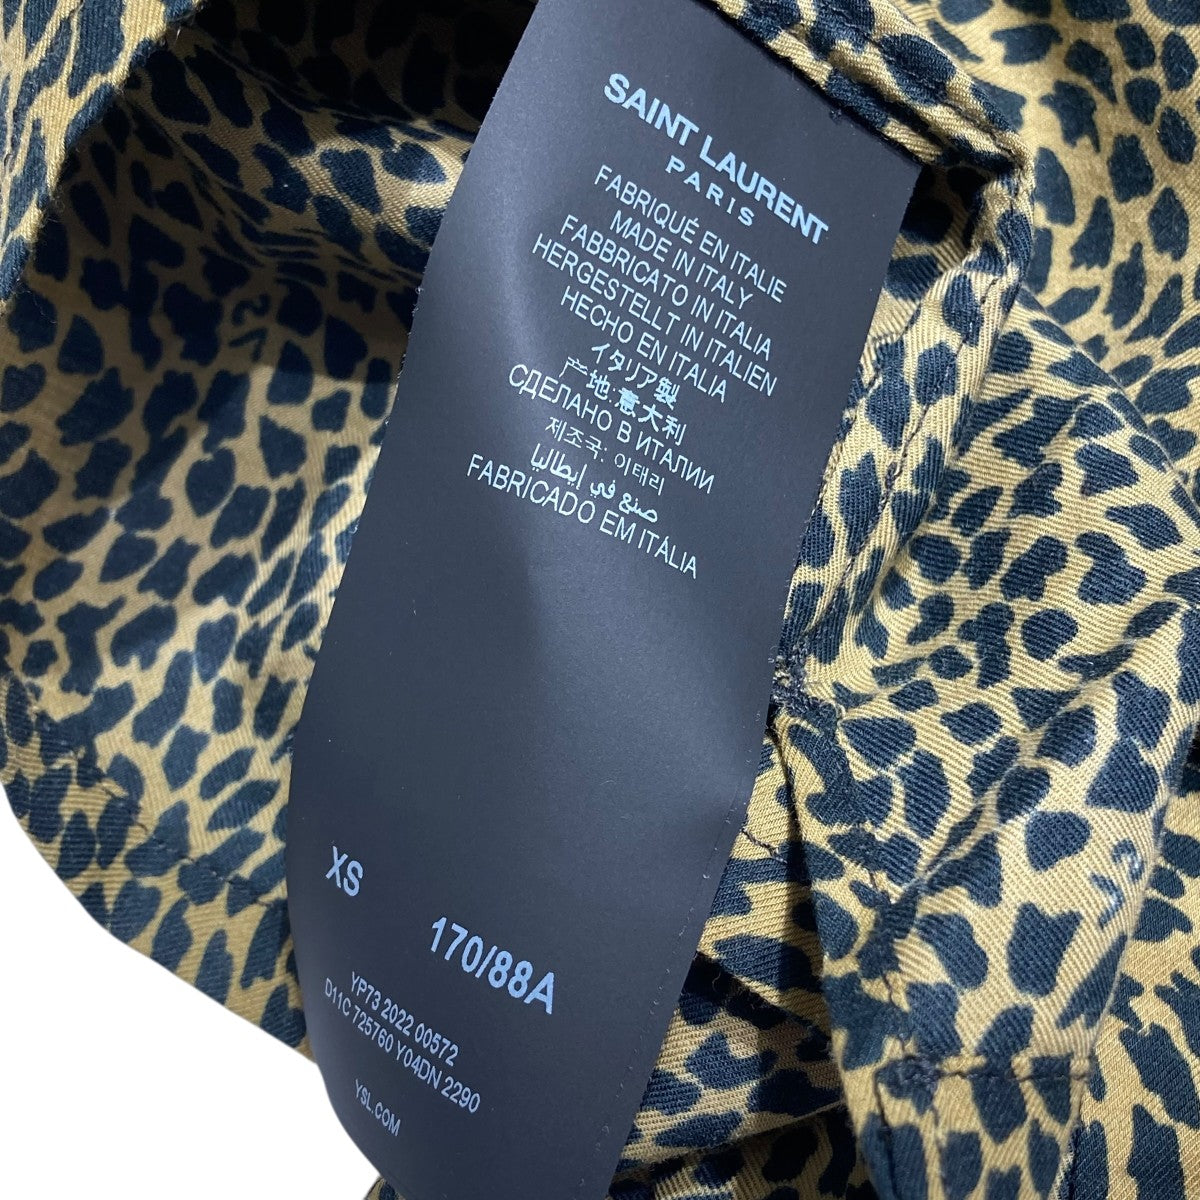 SAINT LAURENT
PARIS
FABRIQUÉ EN ITALIE
MADE IN ITALY
FABBRICATO IN ITALIA
HERGESTELLT IN ITALIEN
HECHO EN ITALIA
イタリア製
产地:意大利
СДЕЛАНО В ИТАЛИИ
제조국: 이태리
صنع في إيطاليا
FABRICADO EM ITÁLIA
XS
170/88A
YP73 2022 00572
D11C 725760 Y04DN 2290
YSL.COM